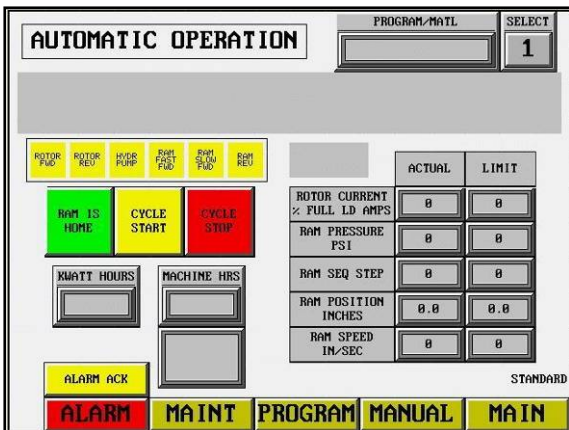 AUTOMATIC OPERATION
PROGRAM/MATL
SELECT
1
ROTOR FWD
ROTOR REV
HYDR PUMP
RAM FAST FWD
RAM SLOW FWD
RAM REV
RAM IS HOME
CYCLE START
CYCLE STOP
KWATT HOURS
MACHINE HRS
ACTUAL LIMIT
ROTOR CURRENT
% FULL LD AMPS 0 0
RAM PRESSURE
PSI 0 0
RAM SEQ STEP 0 0
RAM POSITION
INCHES 0.0 0.0
RAM SPEED
IN/SEC 0 0
ALARM ACK
STANDARD
ALARM MAINT PROGRAM MANUAL MAIN